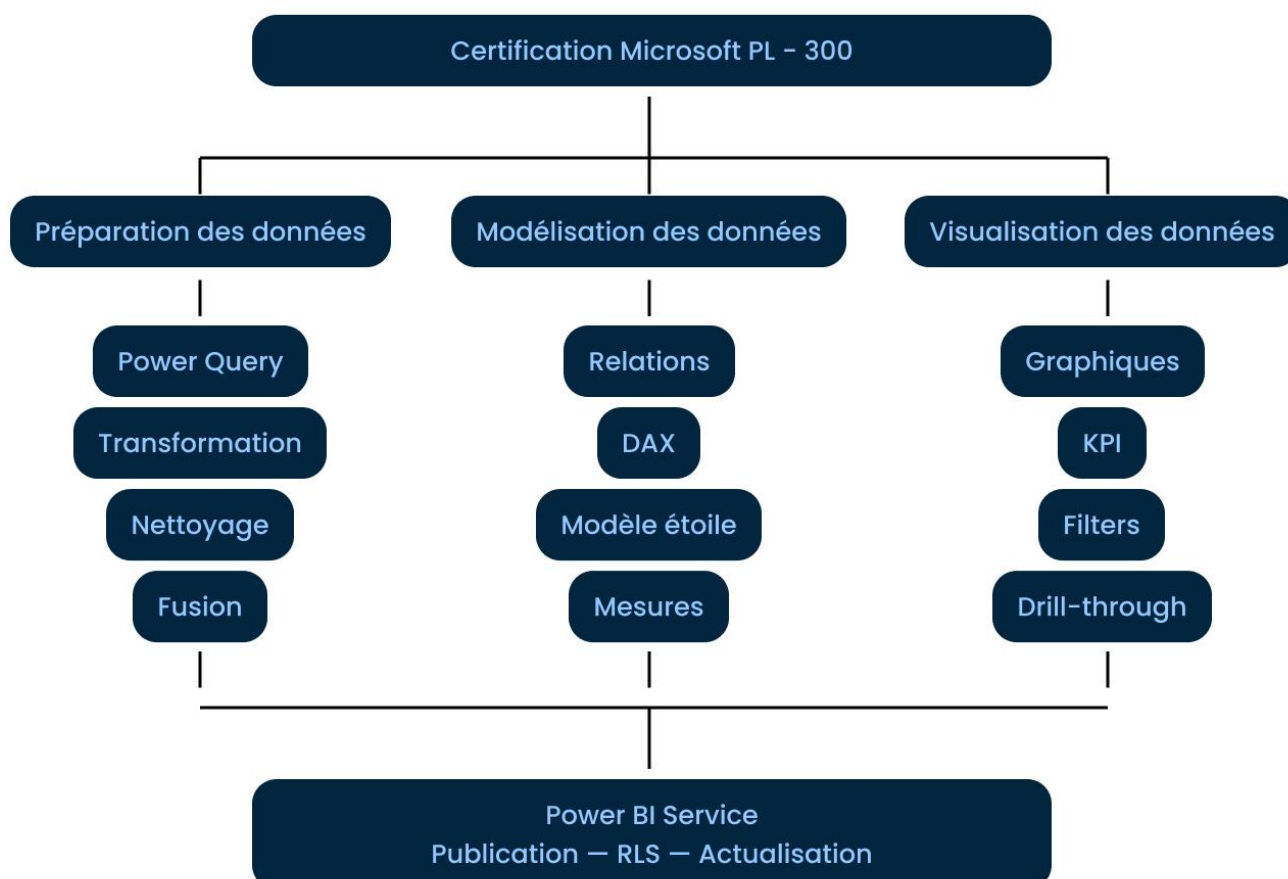 Certification Microsoft PL - 300
Préparation des données
Modélisation des données
Visualisation des données
Power Query
Relations
Graphiques
Transformation
DAX
KPI
Nettoyage
Modèle étoile
Filters
Fusion
Mesures
Drill-through
Power BI Service
Publication — RLS — Actualisation